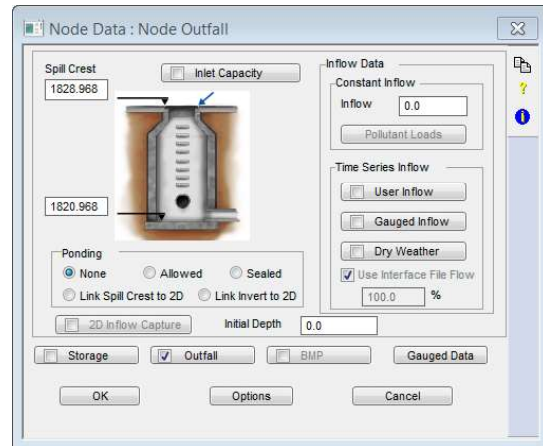 Node Data : Node Outfall
Spill Crest
1828.968
Inlet Capacity
1820.968
Ponding
None
Allowed
Sealed
Link Spill Crest to 2D
Link Invert to 2D
2D Inflow Capture
Initial Depth
0.0
Inflow Data
Constant Inflow
Inflow
0.0
Pollutant Loads
Time Series Inflow
User Inflow
Gauged Inflow
Dry Weather
Use Interface File Flow
100.0 %
Storage
Outfall
BMP
Gauged Data
OK
Options
Cancel
?
i